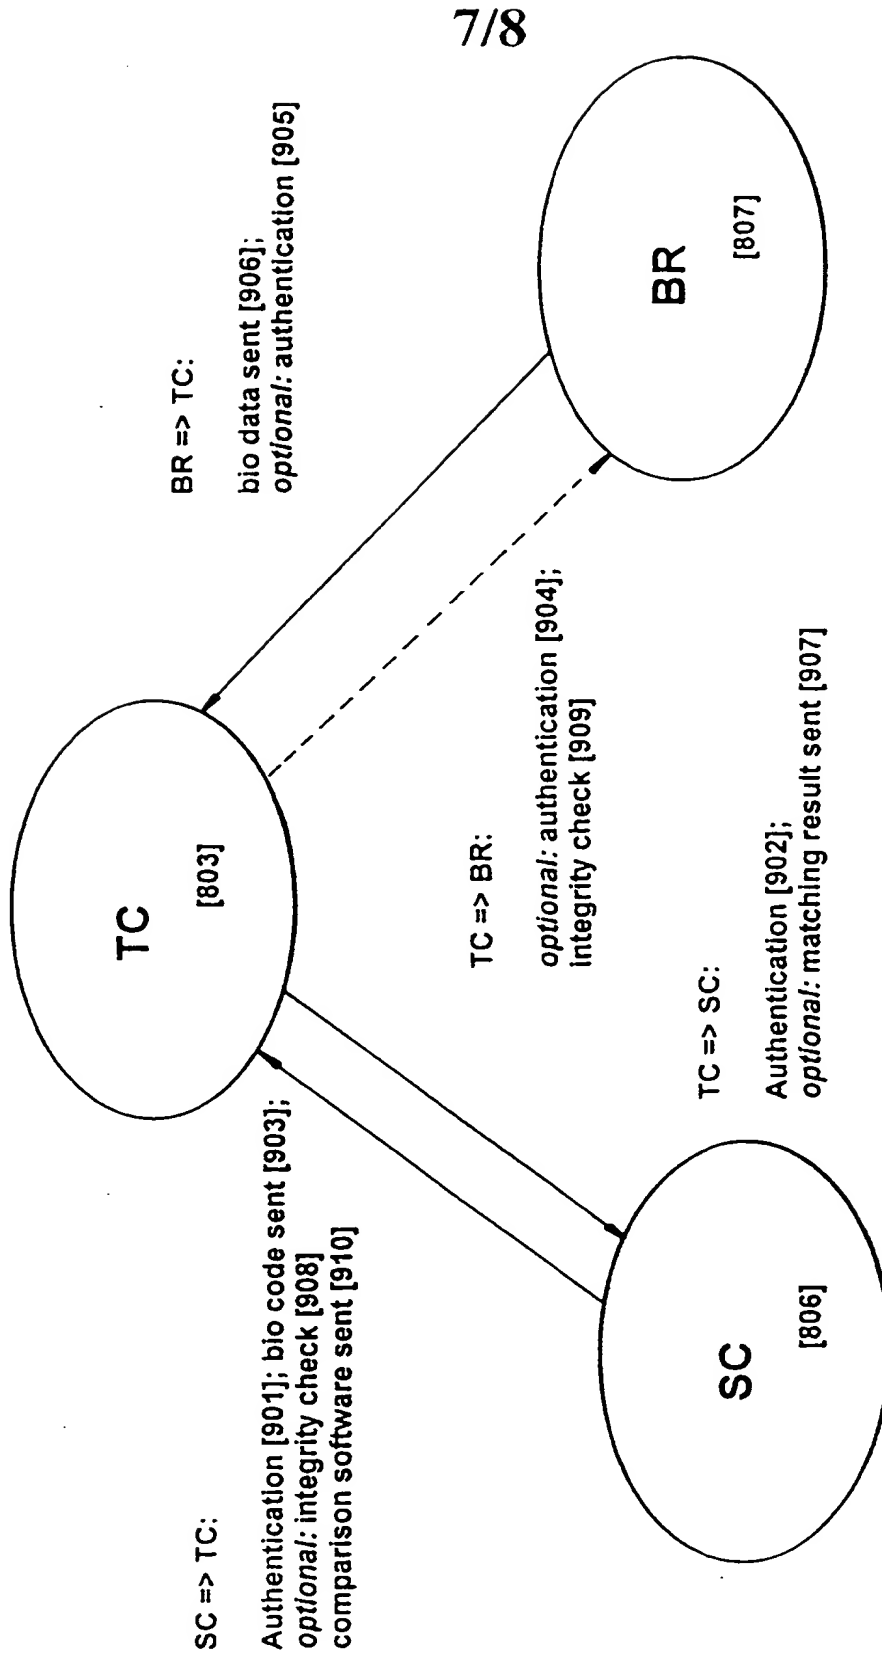 7/8
BR => TC:
bio data sent [906];
optional: authentication [905]
TC
[803]
BR
[807]
TC => BR:
optional: authentication [904];
integrity check [909]
SC => TC:
Authentication [901]; bio code sent [903];
optional: integrity check [908]
comparison software sent [910]
TC => SC:
Authentication [902];
optional: matching result sent [907]
SC
[806]